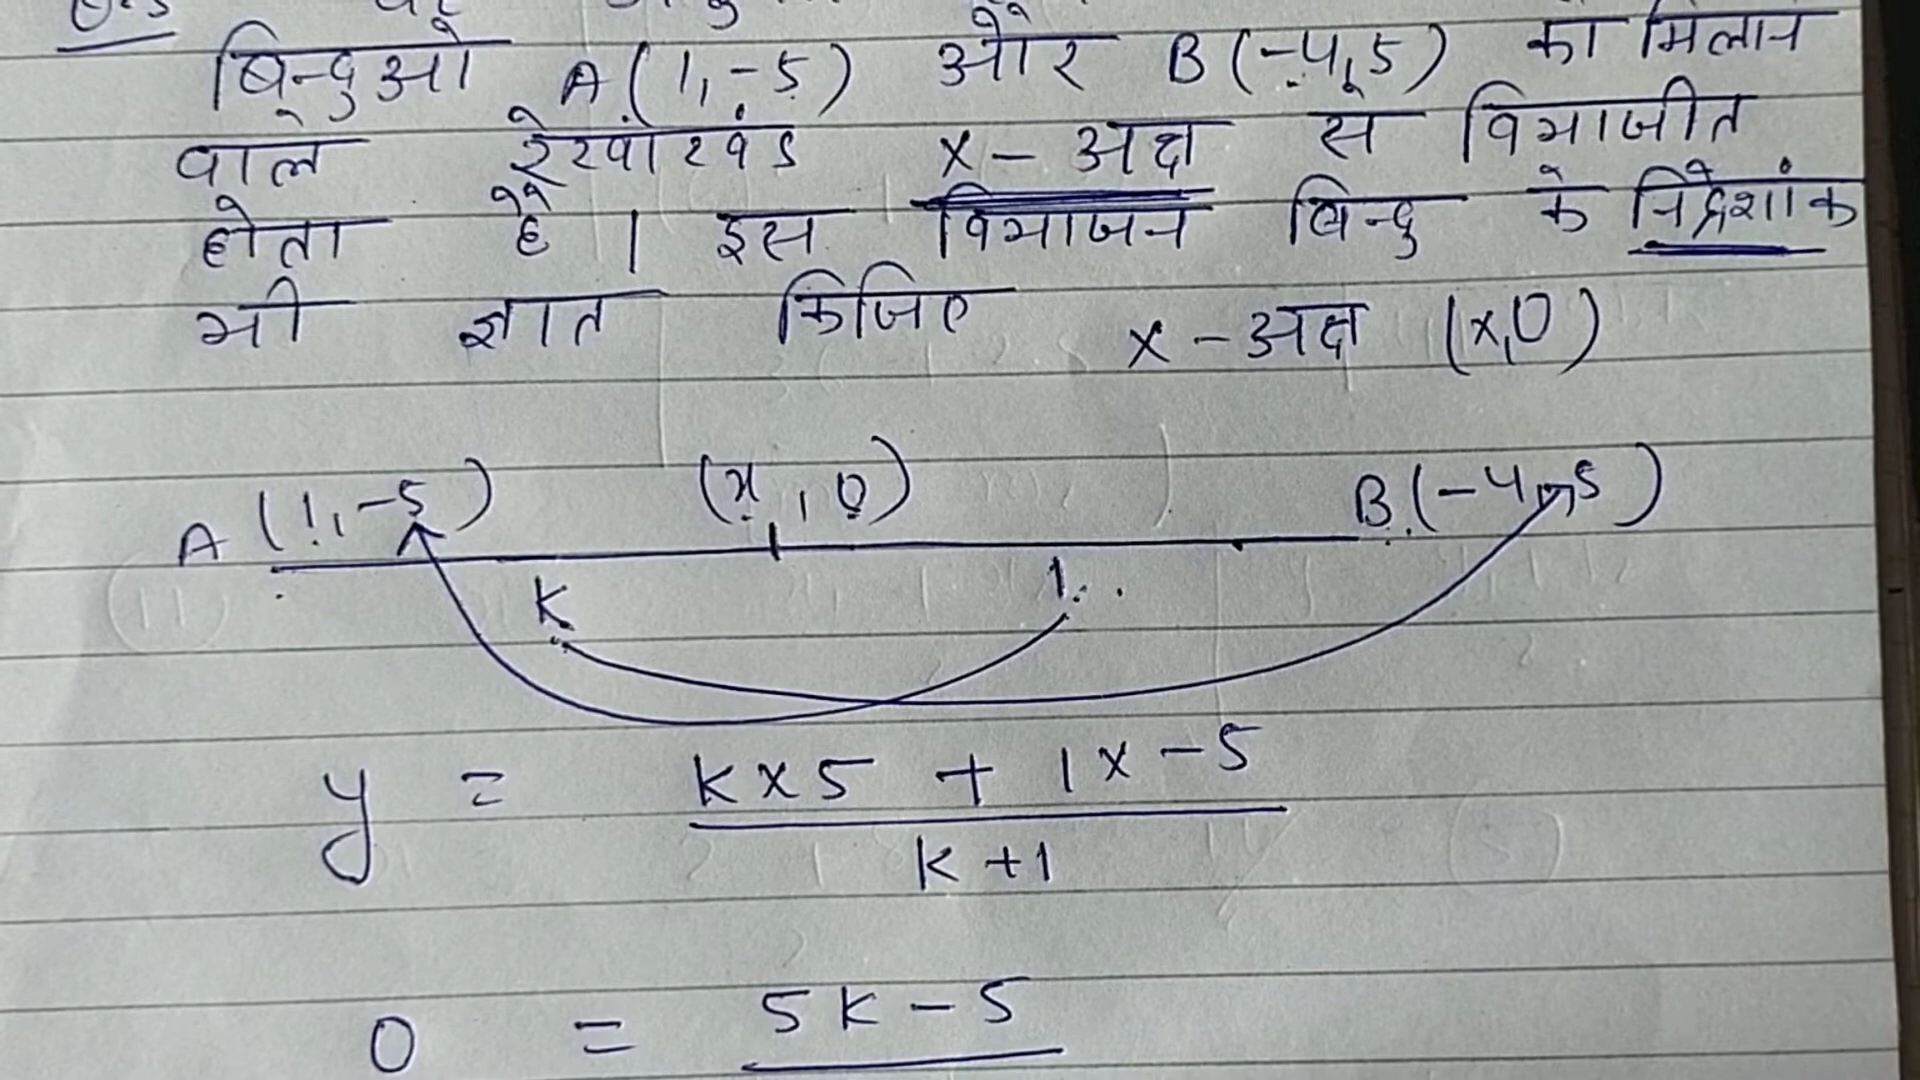 बिन्दुओ A(1,-5) और B(-4,5) को मिलाने
वाले रेखाखंड x-अक्ष से विभाजीत
होता है । इस विभाजन बिन्दु के निर्देशांक
भी ज्ञात किजिए x-अक्ष (x,0)
A (1,-5) (x,0) B(-4,5)
K 1
y = K×5 + 1×-5
K+1
0 = 5K-5